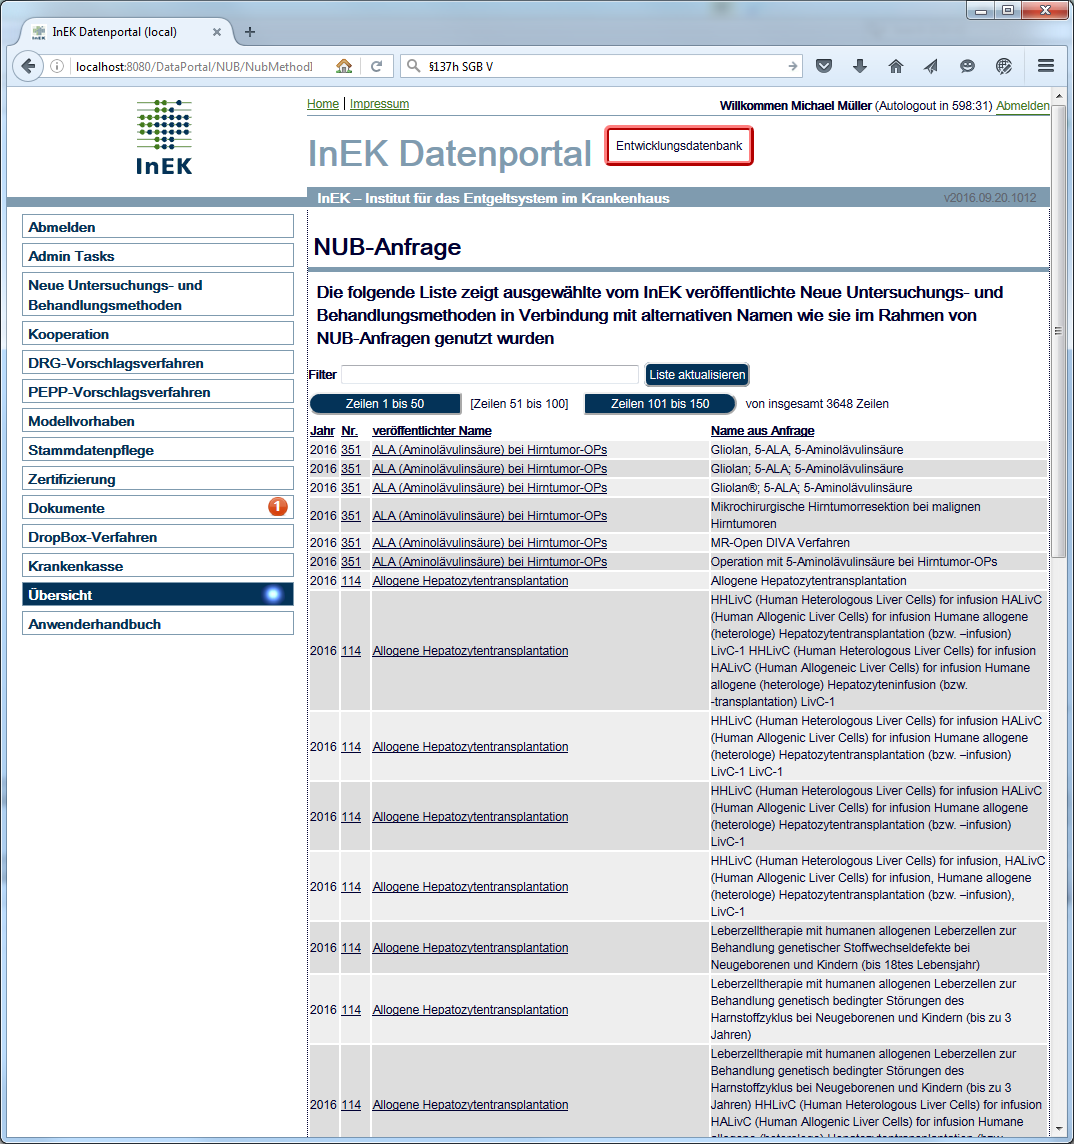 InEK Datenportal (local)
localhost:8080/DataPortal/NUB/NubMethodI
§137h SGB V
Home | Impressum
Willkommen Michael Müller (Autologout in 598:31) Abmelden
InEK
InEK Datenportal
Entwicklungsdatenbank
InEK – Institut für das Entgeltsystem im Krankenhaus
v2016.09.20.1012
Abmelden
Admin Tasks
Neue Untersuchungs- und
Behandlungsmethoden
Kooperation
DRG-Vorschlagsverfahren
PEPP-Vorschlagsverfahren
Modellvorhaben
Stammdatenpflege
Zertifizierung
Dokumente 1
DropBox-Verfahren
Krankenkasse
Übersicht
Anwenderhandbuch
NUB-Anfrage
Die folgende Liste zeigt ausgewählte vom InEK veröffentlichte Neue Untersuchungs- und
Behandlungsmethoden in Verbindung mit alternativen Namen wie sie im Rahmen von
NUB-Anfragen genutzt wurden
Filter Liste aktualisieren
Zeilen 1 bis 50 [Zeilen 51 bis 100] Zeilen 101 bis 150 von insgesamt 3648 Zeilen
Jahr Nr. veröffentlichter Name Name aus Anfrage
2016 351 ALA (Aminolävulinsäure) bei Hirntumor-OPs Gliolan, 5-ALA, 5-Aminolävulinsäure
2016 351 ALA (Aminolävulinsäure) bei Hirntumor-OPs Gliolan; 5-ALA; 5-Aminolävulinsäure
2016 351 ALA (Aminolävulinsäure) bei Hirntumor-OPs Gliolan®; 5-ALA; 5-Aminolävulinsäure
2016 351 ALA (Aminolävulinsäure) bei Hirntumor-OPs Mikrochirurgische Hirntumorresektion bei malignen
Hirntumoren
2016 351 ALA (Aminolävulinsäure) bei Hirntumor-OPs MR-Open DIVA Verfahren
2016 351 ALA (Aminolävulinsäure) bei Hirntumor-OPs Operation mit 5-Aminolävulinsäure bei Hirntumor-OPs
2016 114 Allogene Hepatozytentransplantation Allogene Hepatozytentransplantation
2016 114 Allogene Hepatozytentransplantation HHLivC (Human Heterologous Liver Cells) for infusion HALivC
(Human Allogenic Liver Cells) for infusion Humane allogene
(heterologe) Hepatozytentransplantation (bzw. –infusion)
LivC-1 HHLivC (Human Heterologous Liver Cells) for infusion
HALivC (Human Allogeneic Liver Cells) for infusion Humane
allogene (heterologe) Hepatozyteninfusion (bzw.
-transplantation) LivC-1
2016 114 Allogene Hepatozytentransplantation HHLivC (Human Heterologous Liver Cells) for infusion HALivC
(Human Allogenic Liver Cells) for infusion Humane allogene
(heterologe) Hepatozytentransplantation (bzw. –infusion)
LivC-1 LivC-1
2016 114 Allogene Hepatozytentransplantation HHLivC (Human Heterologous Liver Cells) for infusion HALivC
(Human Allogenic Liver Cells) for infusion Humane allogene
(heterologe) Hepatozytentransplantation (bzw. –infusion)
LivC-1
2016 114 Allogene Hepatozytentransplantation HHLivC (Human Heterologous Liver Cells) for infusion, HALivC
(Human Allogenic Liver Cells) for infusion, Humane allogene
(heterologe) Hepatozytentransplantation (bzw. –infusion),
LivC-1
2016 114 Allogene Hepatozytentransplantation Leberzelltherapie mit humanen allogenen Leberzellen zur
Behandlung genetischer Stoffwechseldefekte bei
Neugeborenen und Kindern (bis 18tes Lebensjahr)
2016 114 Allogene Hepatozytentransplantation Leberzelltherapie mit humanen allogenen Leberzellen zur
Behandlung genetisch bedingter Störungen des
Harnstoffzyklus bei Neugeborenen und Kindern (bis zu 3
Jahren)
2016 114 Allogene Hepatozytentransplantation Leberzelltherapie mit humanen allogenen Leberzellen zur
Behandlung genetisch bedingter Störungen des
Harnstoffzyklus bei Neugeborenen und Kindern (bis zu 3
Jahren) HHLivC (Human Heterologous Liver Cells) for infusion
HALivC (Human Allogenic Liver Cells) for infusion Humane
allogene (heterologe) Hepatozytentransplantation (bzw.